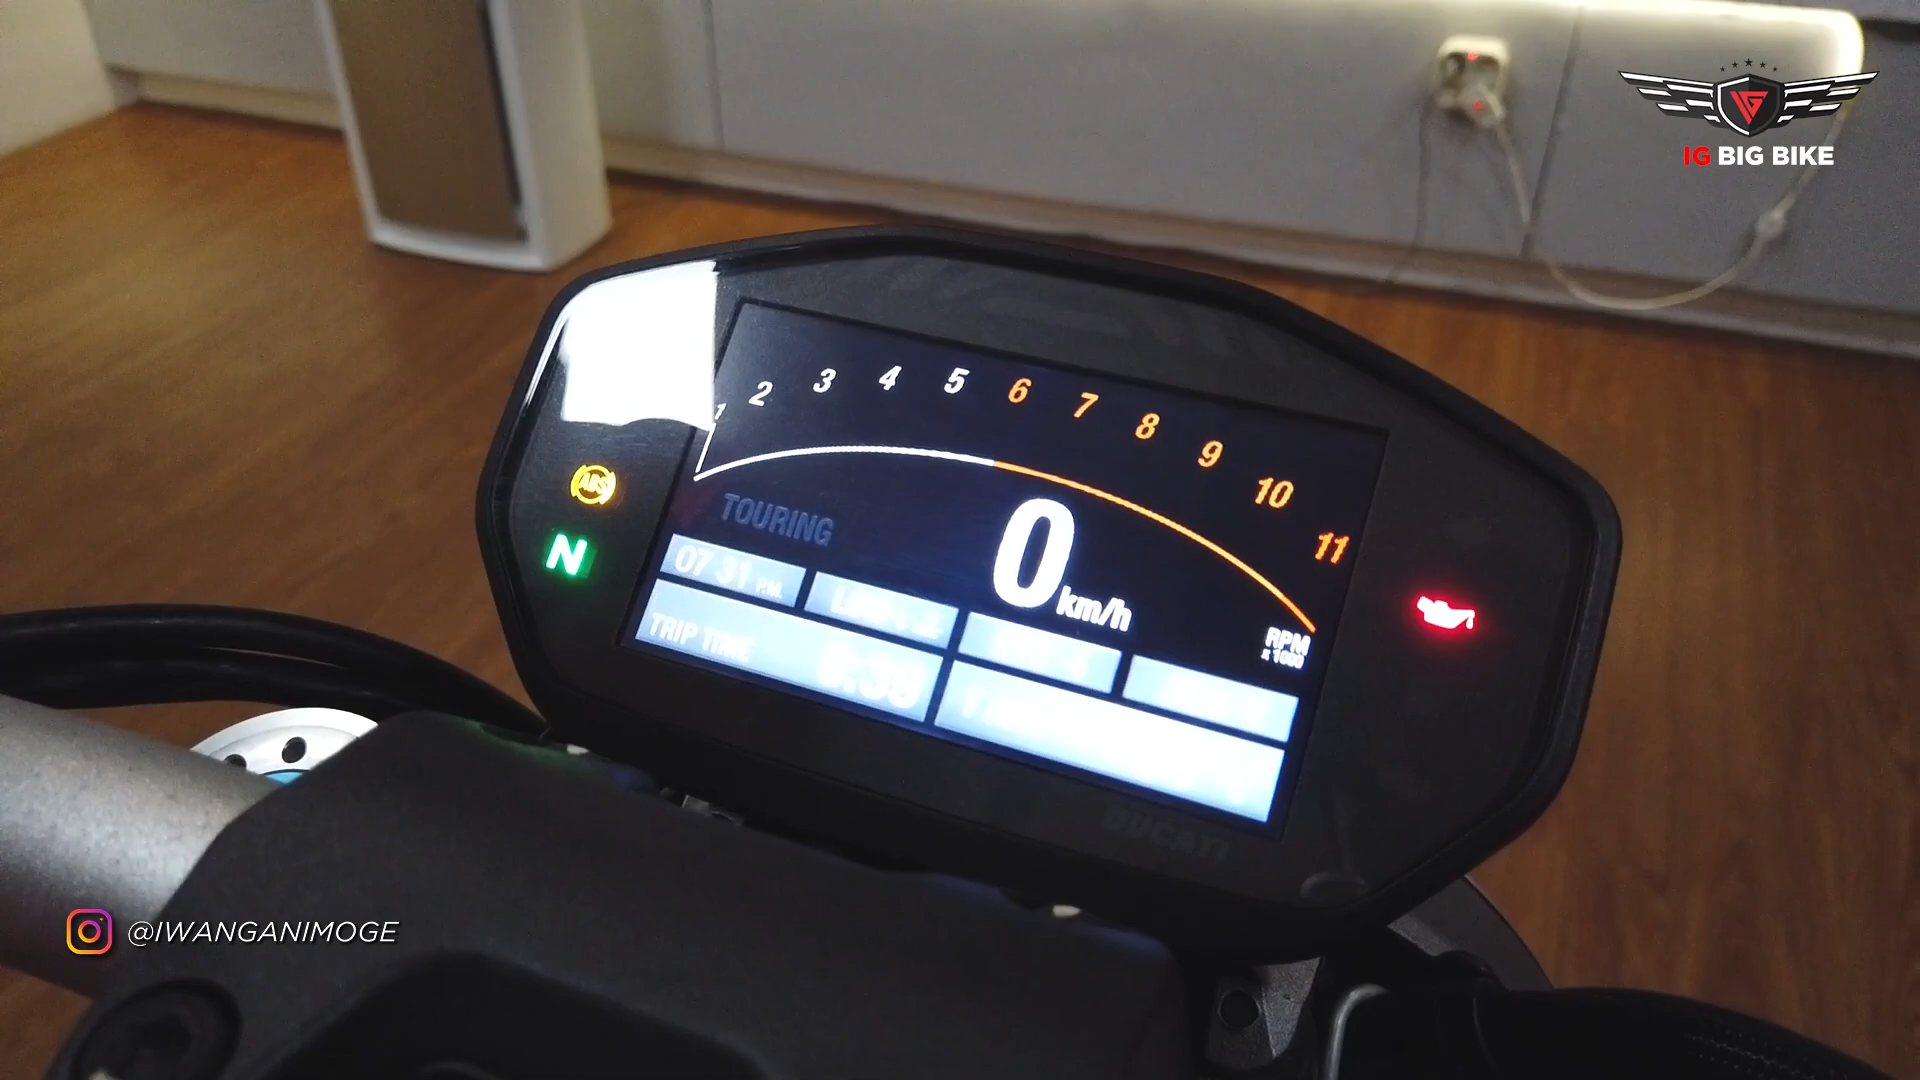 IG BIG BIKE
1 2 3 4 5 6 7 8 9 10 11
ABS
N
TOURING
0 km/h
RPM
x 1000
07 31 P.M.
TRIP TIME
DUCATI
@IWANGANIMOGE